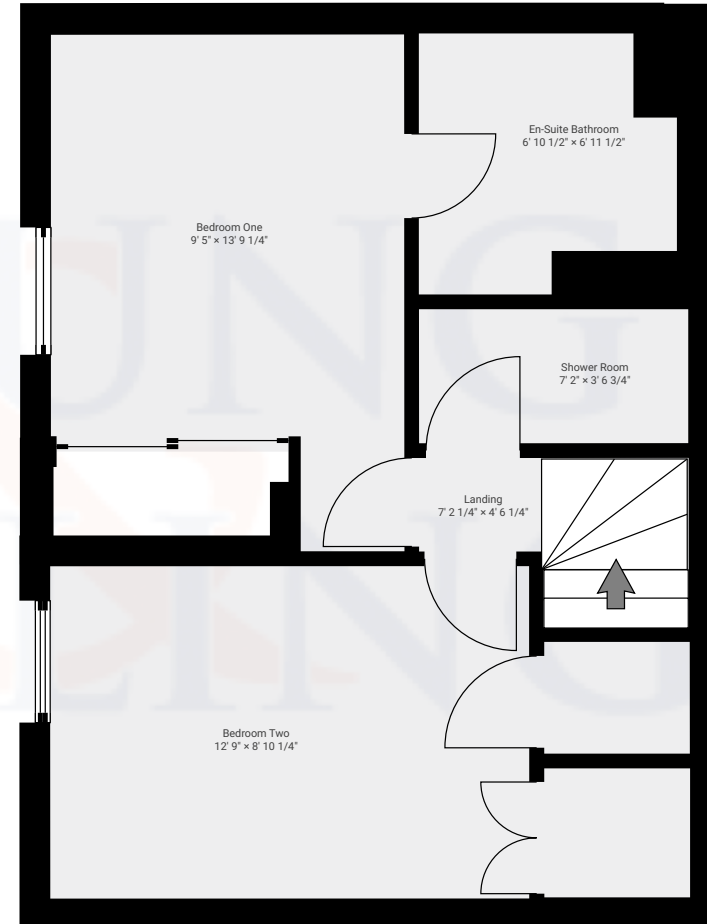 En-Suite Bathroom
6' 10 1/2" × 6' 11 1/2"
Bedroom One
9' 5" × 13' 9 1/4"
Shower Room
7' 2" × 3' 6 3/4"
Landing
7' 2 1/4" × 4' 6 1/4"
Bedroom Two
12' 9" × 8' 10 1/4"
UNG
LING